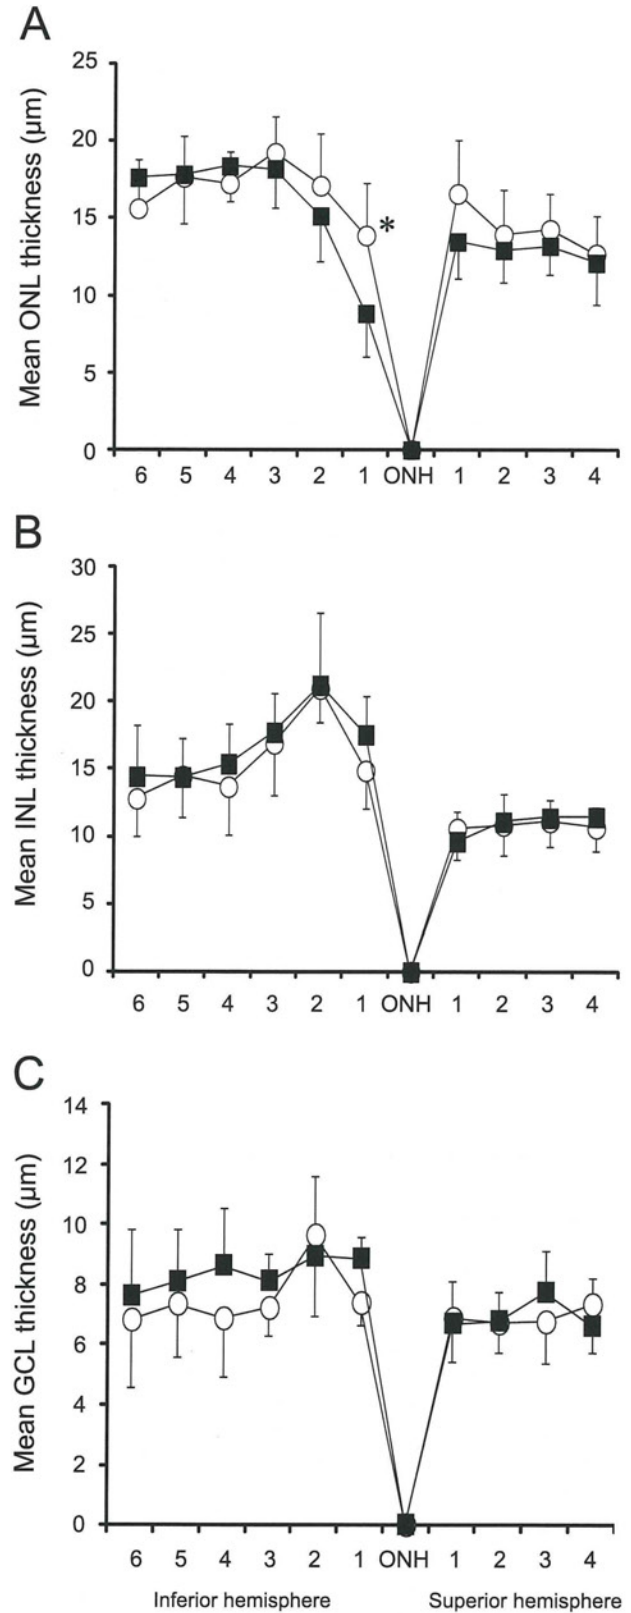 A
Mean ONL thickness (µm)
25
20
15
10
5
0
*
6 5 4 3 2 1 ONH 1 2 3 4
B
Mean INL thickness (µm)
30
25
20
15
10
5
0
6 5 4 3 2 1 ONH 1 2 3 4
C
Mean GCL thickness (µm)
14
12
10
8
6
4
2
0
6 5 4 3 2 1 ONH 1 2 3 4
Inferior hemisphere Superior hemisphere